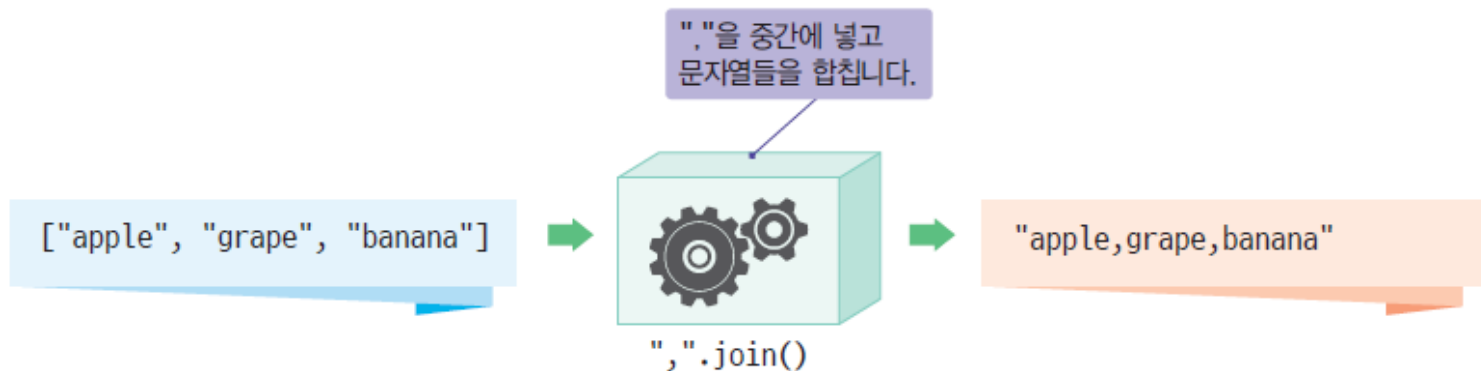 ","을 중간에 넣고
문자열들을 합칩니다.
["apple", "grape", "banana"]
"apple,grape,banana"
",".join()